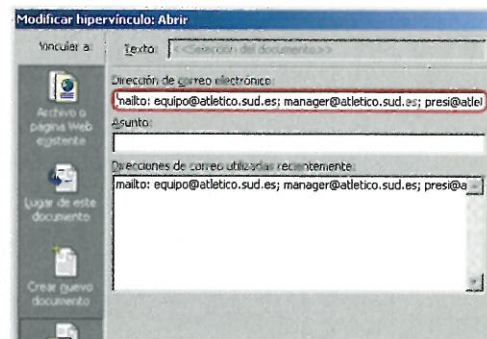 Modificar hipervínculo: Abrir
Vincular a: Texto: <<Selección del documento>>
Dirección de correo electrónico:
mailto: equipo@atletico.sud.es; manager@atletico.sud.es; presi@atlet
Archivo o
página Web
existente
Asunto:
Direcciones de correo utilizadas recientemente:
mailto: equipo@atletico.sud.es; manager@atletico.sud.es; presi@a
Lugar de este
documento
Crear nuevo
documento